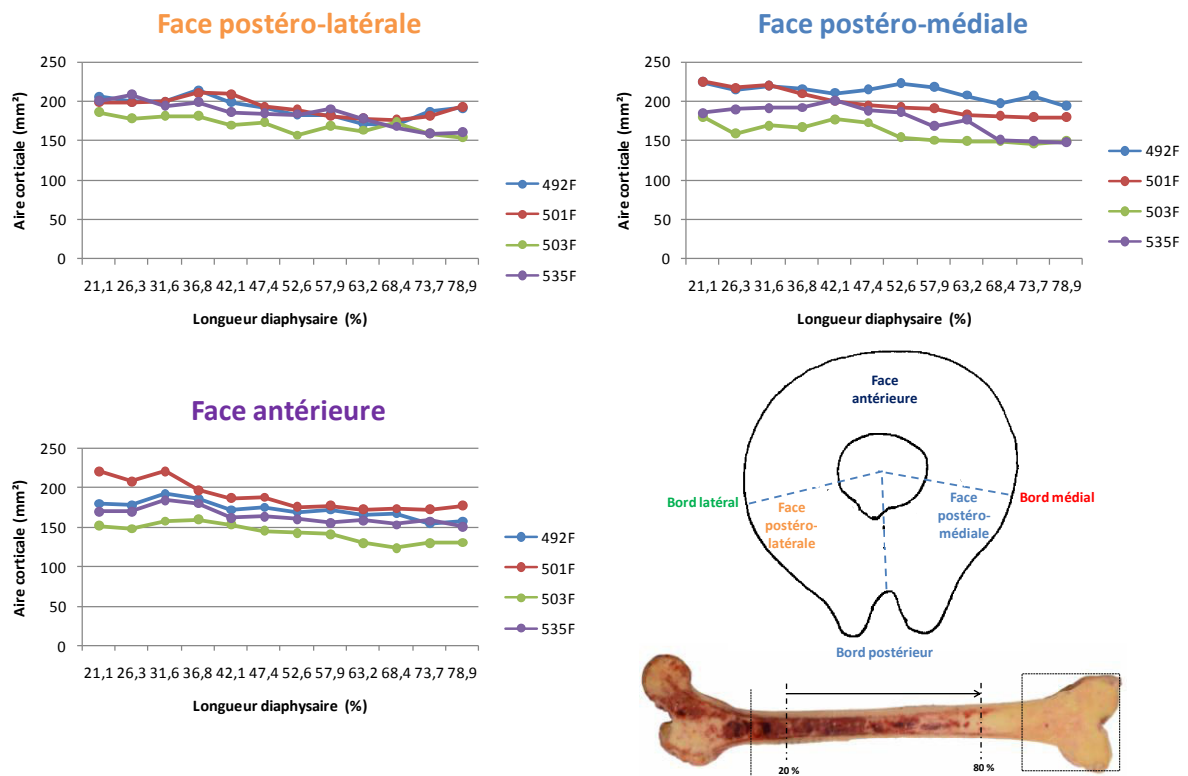 Face postéro-latérale
250
200
150
100
50
0
Aire corticale (mm²)
21,1 26,3 31,6 36,8 42,1 47,4 52,6 57,9 63,2 68,4 73,7 78,9
Longueur diaphysaire (%)
492F
501F
503F
535F
Face postéro-médiale
250
200
150
100
50
0
Aire corticale (mm²)
21,1 26,3 31,6 36,8 42,1 47,4 52,6 57,9 63,2 68,4 73,7 78,9
Longueur diaphysaire (%)
492F
501F
503F
535F
Face antérieure
250
200
150
100
50
0
Aire corticale (mm²)
21,1 26,3 31,6 36,8 42,1 47,4 52,6 57,9 63,2 68,4 73,7 78,9
Longueur diaphysaire (%)
492F
501F
503F
535F
Face
antérieure
Bord latéral
Bord médial
Face
postéro-
latérale
Face
postéro-
médiale
Bord postérieur
20 %
80 %